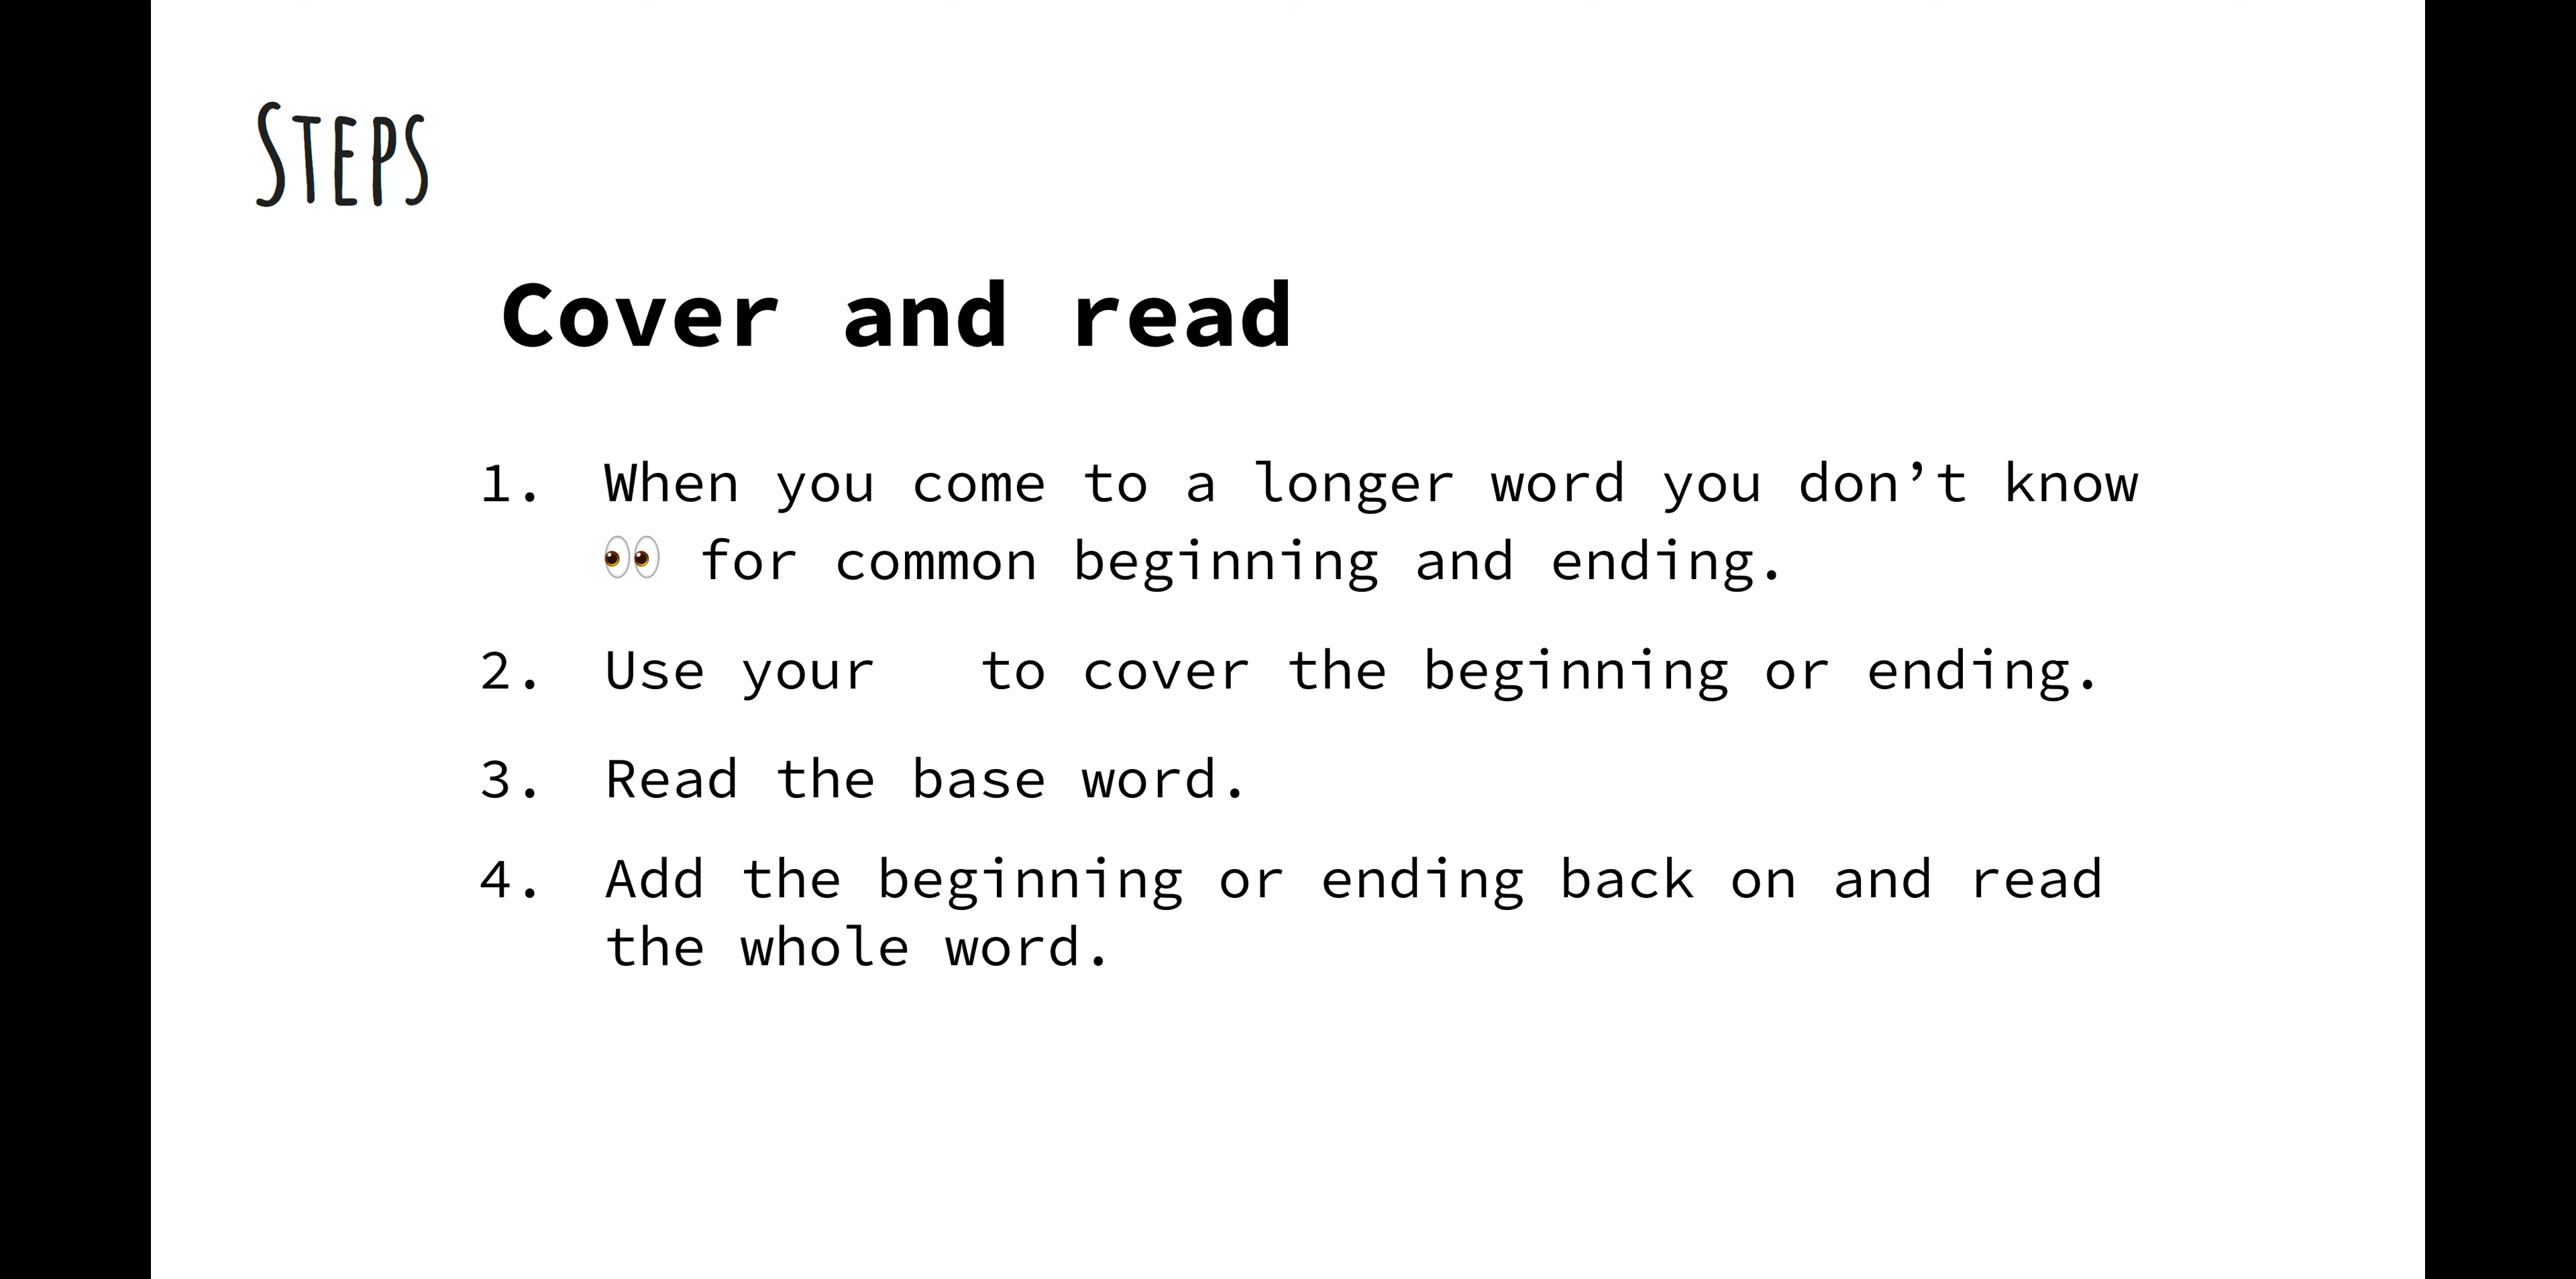 Steps
Cover and read
1. When you come to a longer word you don’t know
👀 for common beginning and ending.
2. Use your   to cover the beginning or ending.
3. Read the base word.
4. Add the beginning or ending back on and read
the whole word.